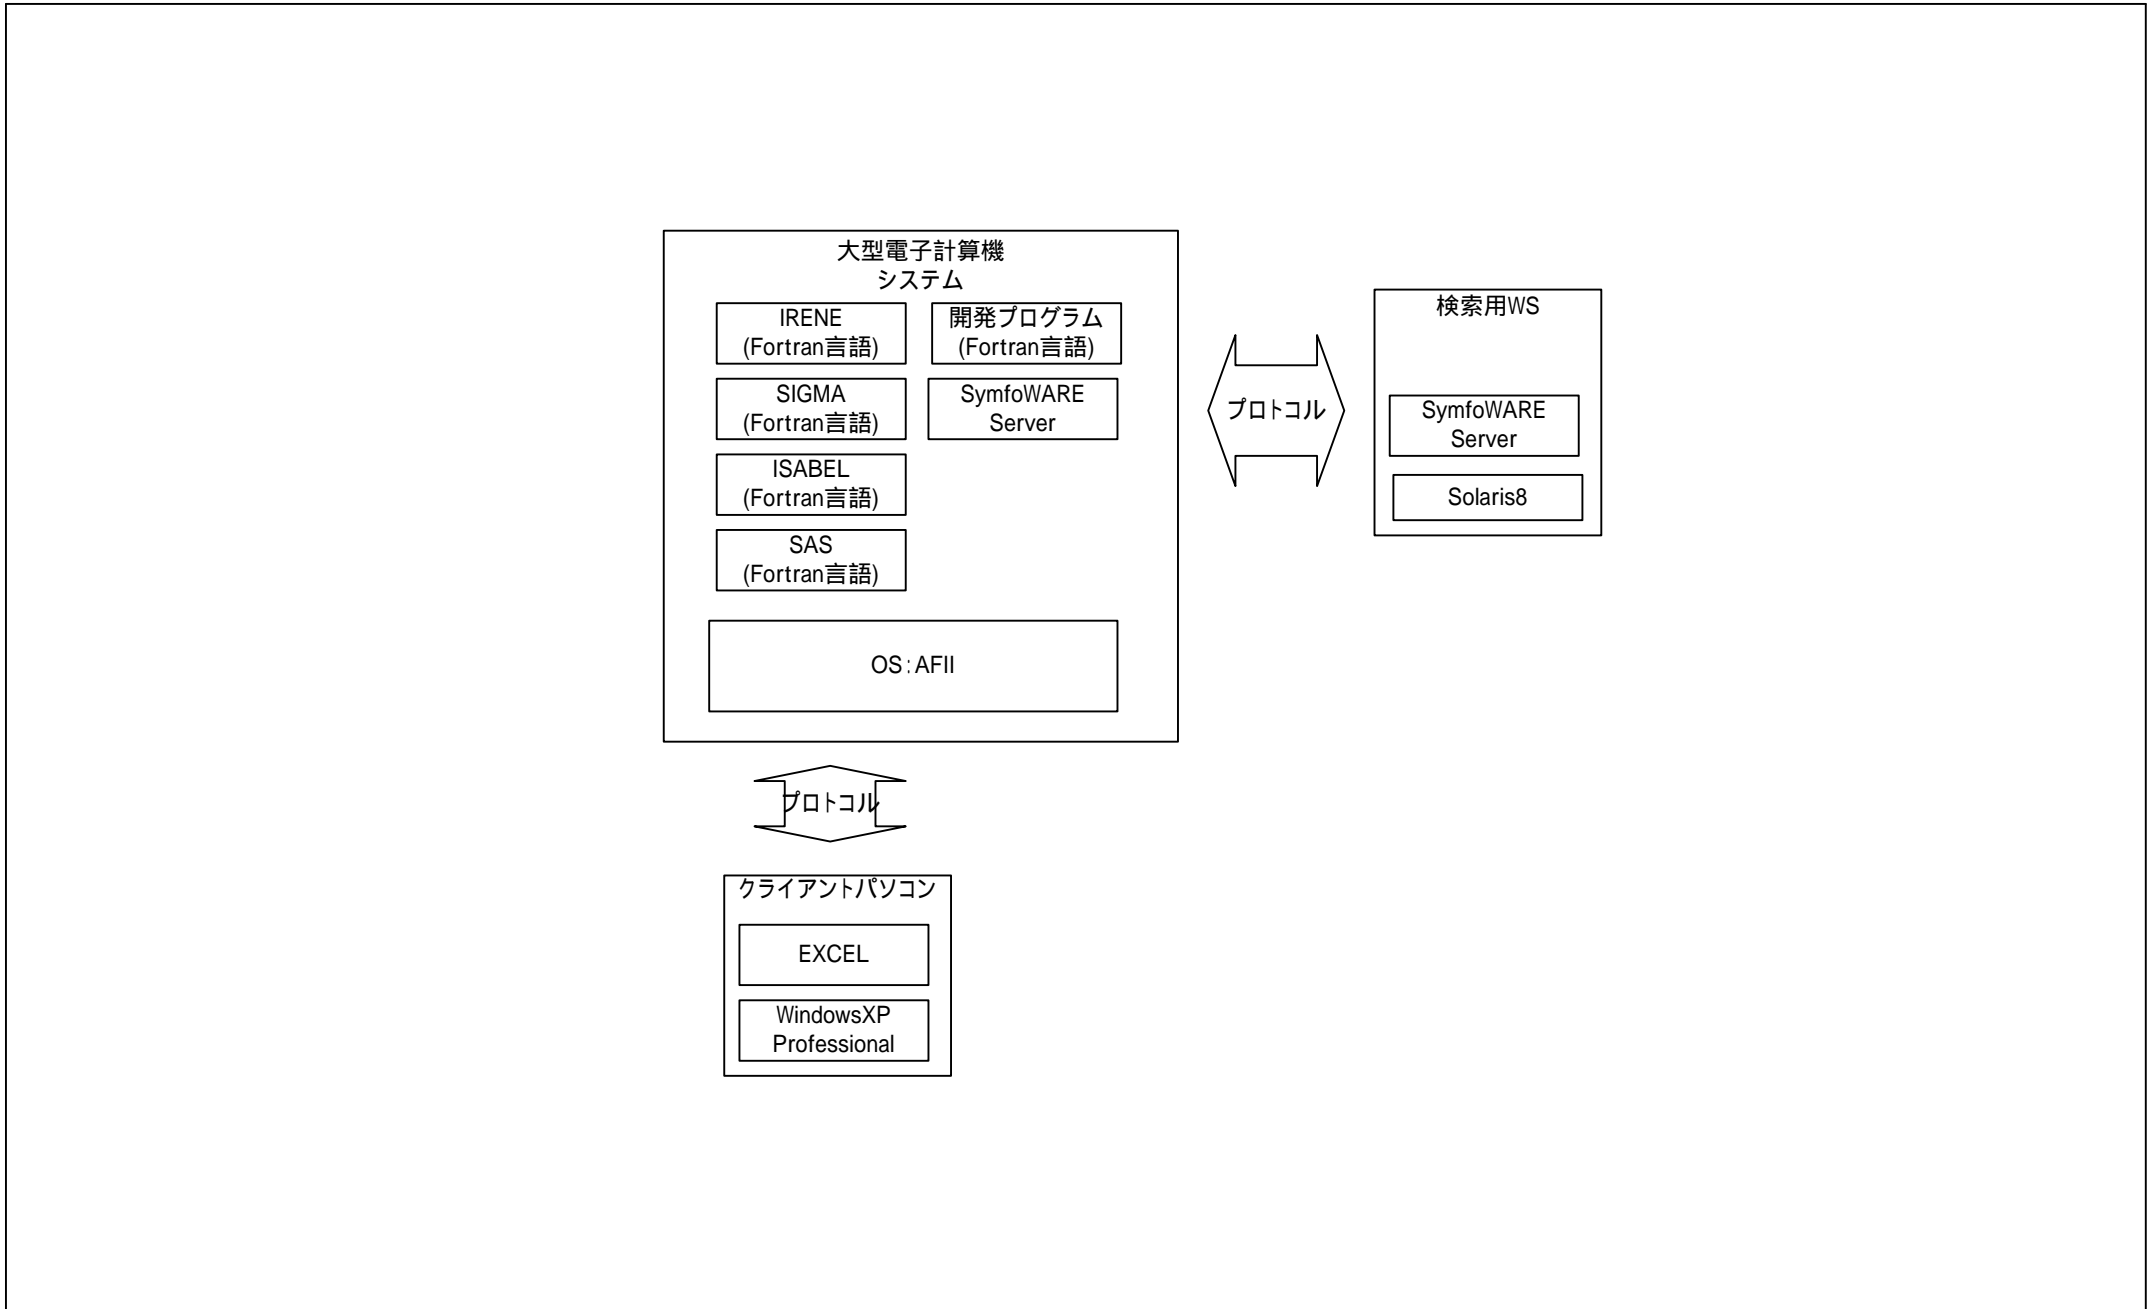 大型電子計算機
システム
IRENE
(Fortran言語)
開発プログラム
(Fortran言語)
SIGMA
(Fortran言語)
SymfoWARE
Server
ISABEL
(Fortran言語)
SAS
(Fortran言語)
OS：AFII
プロトコル
検索用WS
SymfoWARE
Server
Solaris8
プロトコル
クライアントパソコン
EXCEL
WindowsXP
Professional